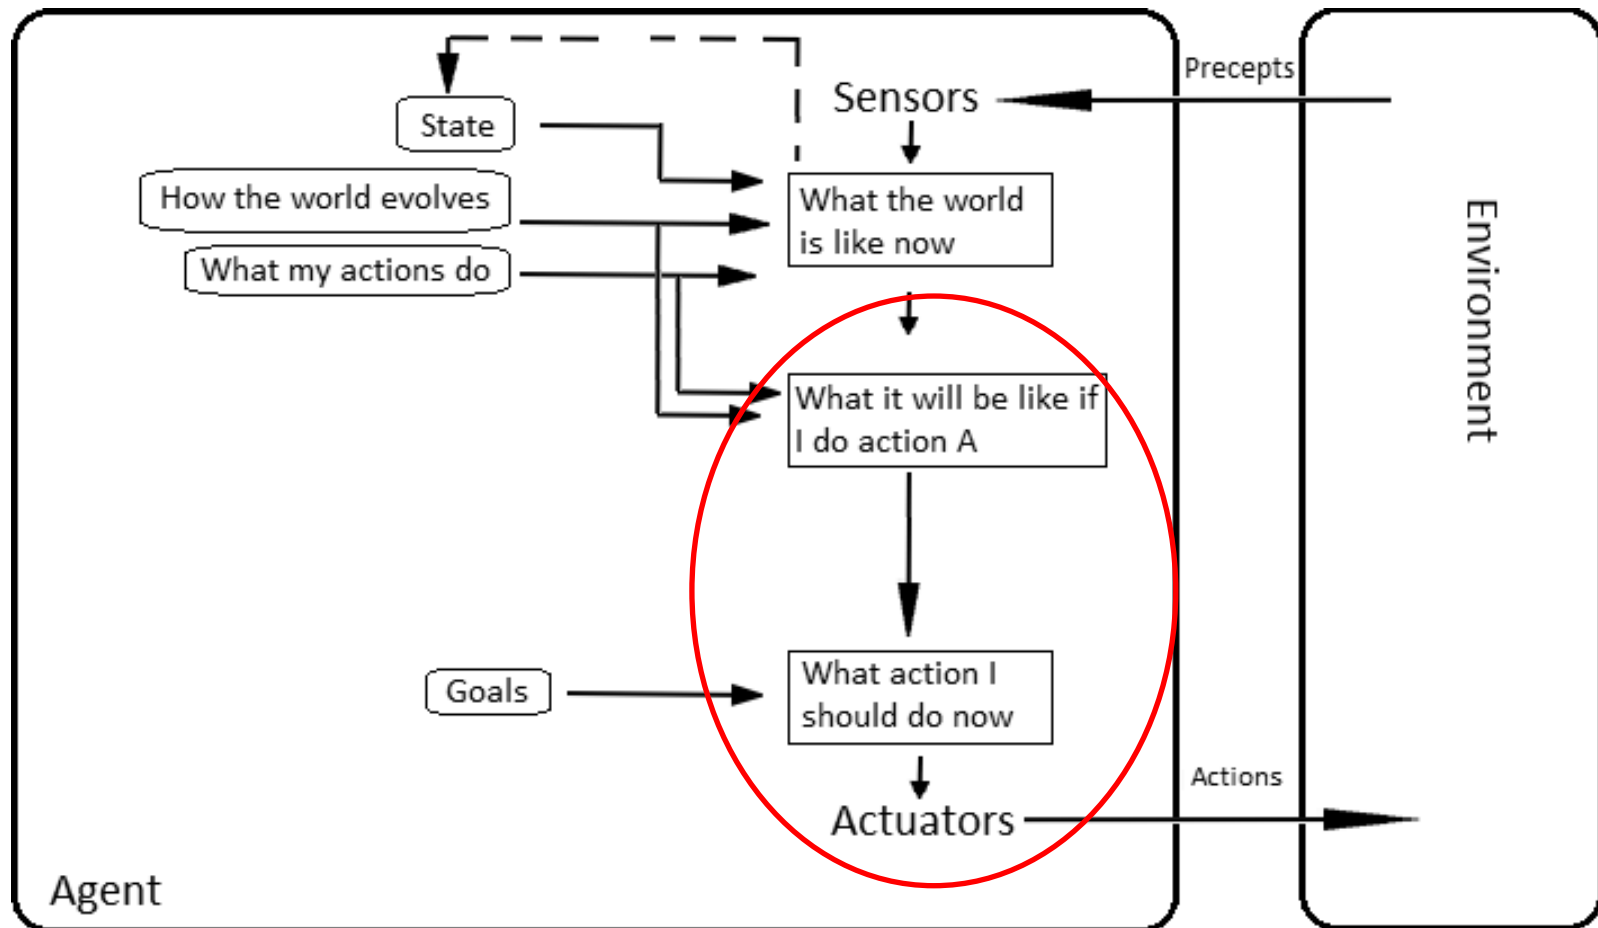 Precepts
Sensors
State
How the world evolves
What the world
is like now
What my actions do
Environment
What it will be like if
I do action A
Goals
What action I
should do now
Actions
Actuators
Agent